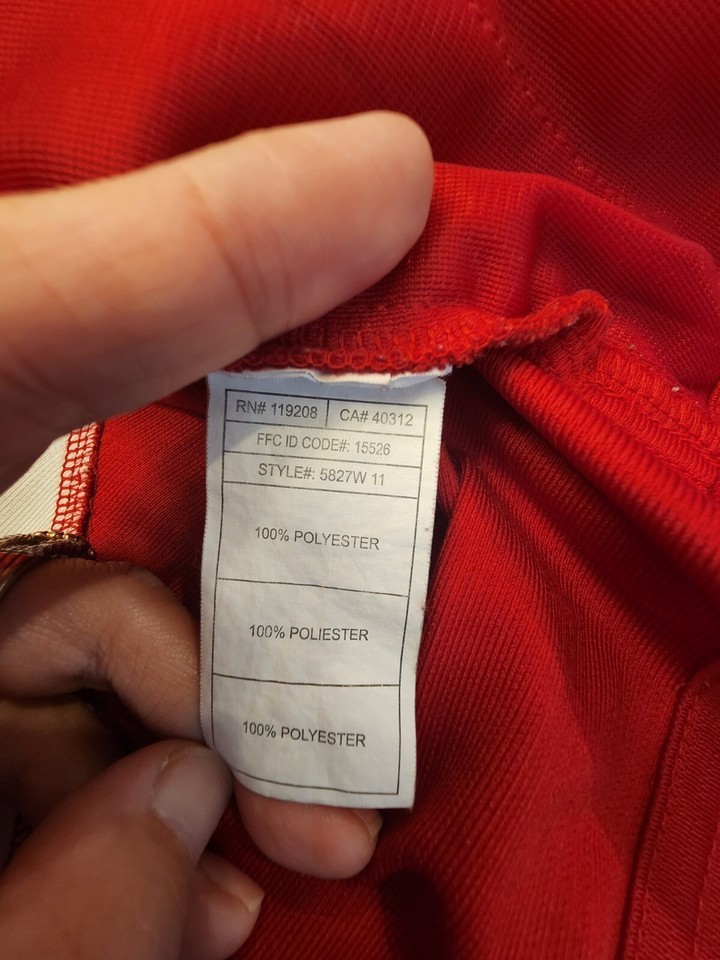 RN# 119208 CA# 40312
FFC ID CODE#: 15526
STYLE#: 5827W 11
100% POLYESTER
100% POLIESTER
100% POLYESTER